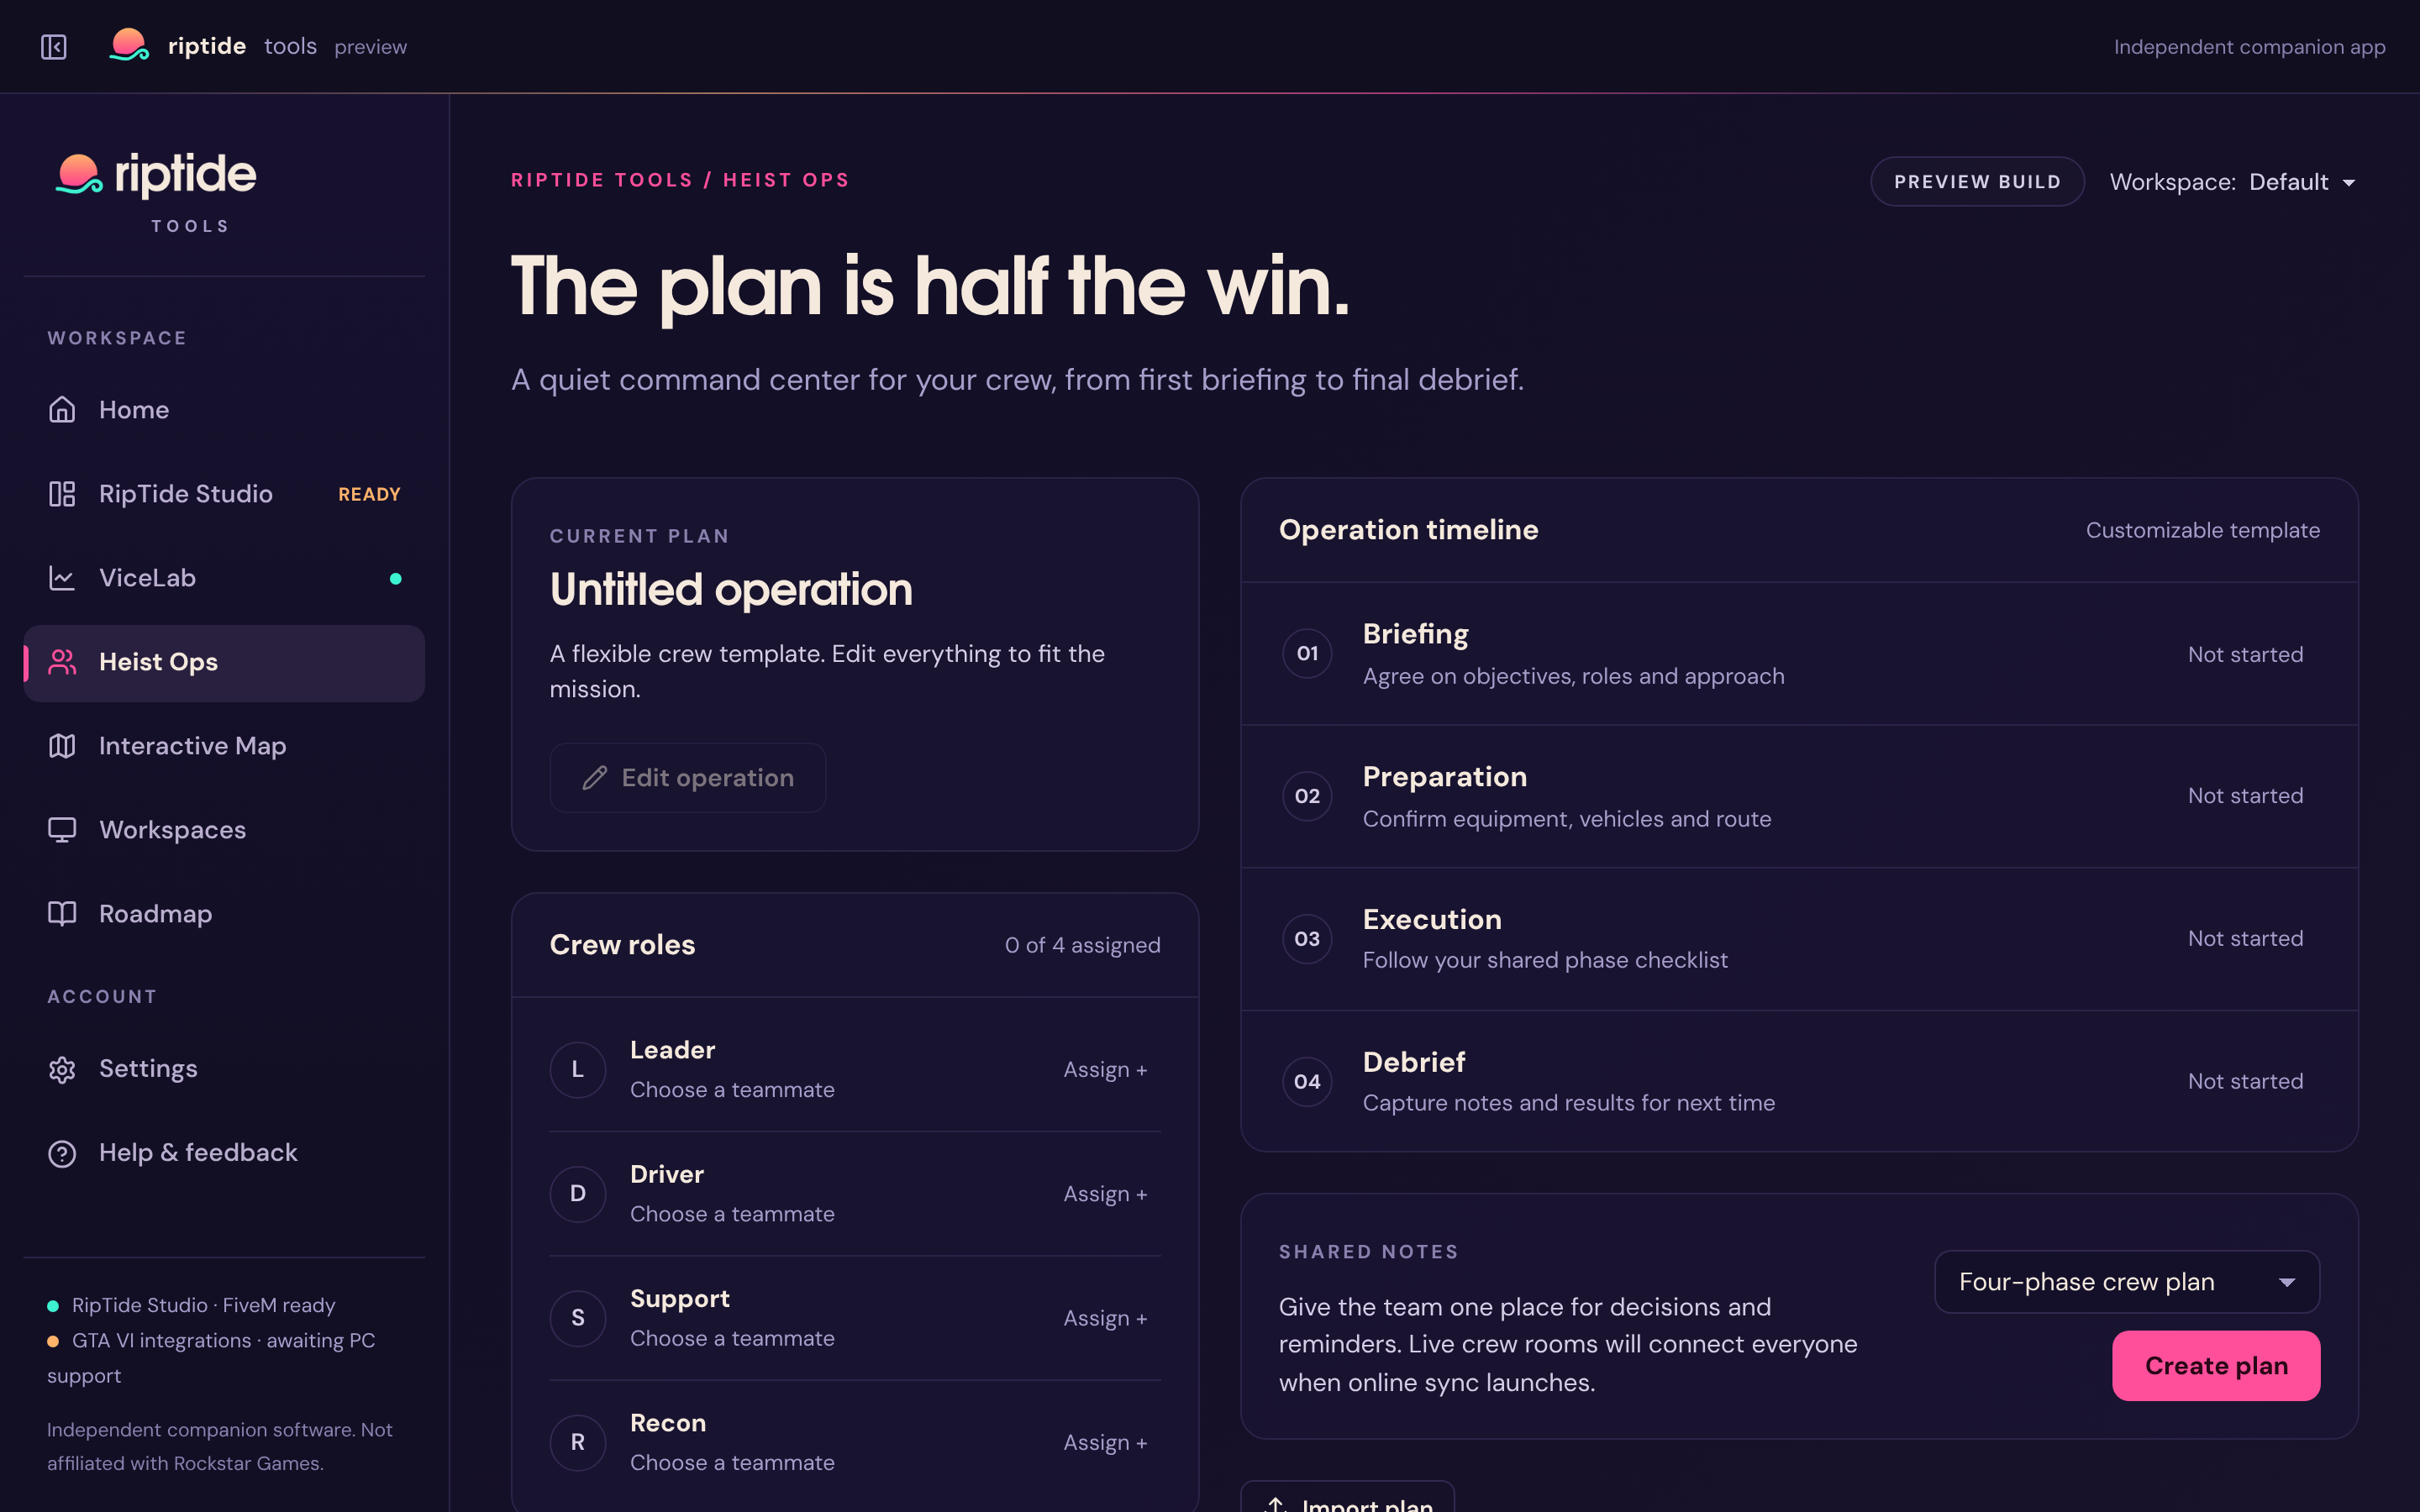 riptide tools preview
Independent companion app
riptide
TOOLS
WORKSPACE
Home
RipTide Studio READY
ViceLab
Heist Ops
Interactive Map
Workspaces
Roadmap
ACCOUNT
Settings
Help & feedback
RipTide Studio · FiveM ready
GTA VI integrations · awaiting PC
support
Independent companion software. Not
affiliated with Rockstar Games.
RIPTIDE TOOLS / HEIST OPS
PREVIEW BUILD
Workspace: Default
The plan is half the win.
A quiet command center for your crew, from first briefing to final debrief.
CURRENT PLAN
Untitled operation
A flexible crew template. Edit everything to fit the
mission.
Edit operation
Crew roles
0 of 4 assigned
L
Leader
Choose a teammate
Assign +
D
Driver
Choose a teammate
Assign +
S
Support
Choose a teammate
Assign +
R
Recon
Choose a teammate
Assign +
Operation timeline
Customizable template
01
Briefing
Agree on objectives, roles and approach
Not started
02
Preparation
Confirm equipment, vehicles and route
Not started
03
Execution
Follow your shared phase checklist
Not started
04
Debrief
Capture notes and results for next time
Not started
SHARED NOTES
Give the team one place for decisions and
reminders. Live crew rooms will connect everyone
when online sync launches.
Four-phase crew plan
Create plan
Import plan